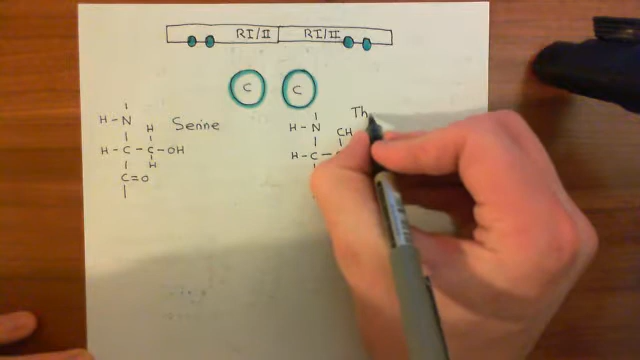 RI/II RI/II
C C
Th
H-N Serine H-N
H CH
H-C-C-OH H-C-
H
C=O